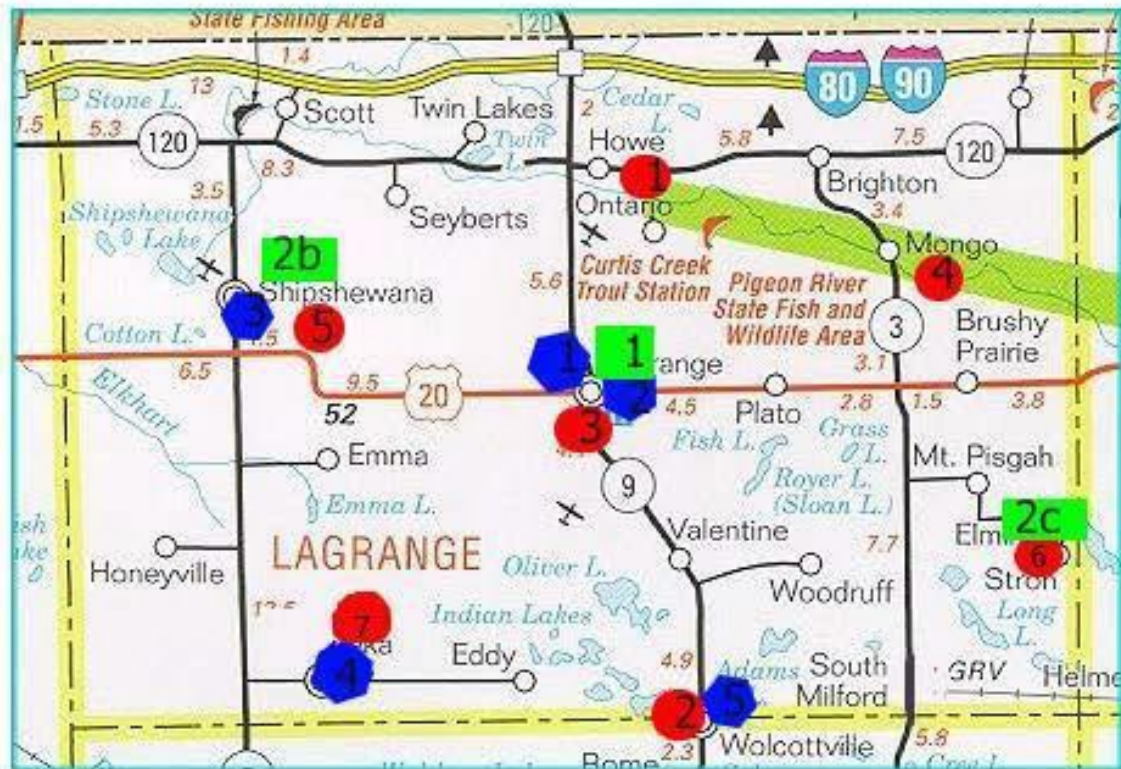 State Fishing Area
120
1.4
13
Stone L.
Scott
Twin Lakes
2
Cedar
L.
80
90
1.5
5.3
120
8.3
Twin
L.
Howe
5.8
7.5
120
2
3.5
Seyberts
1
Brighton
Ontario
3.4
Shipshewana
Lake
2b
Mongo
Curtis Creek
Trout Station
Pigeon River
State Fish and
Wildlife Area
4
5.6
Shipshewana
3
5
3
Brushy
Prairie
Cotton L.
1
1
range
3.1
6.5
9.5
20
2
4.5
Plato
2.8
1.5
3.8
Elkhart
52
3
Fish L.
Grass
L.
Emma
Mt. Pisgah
9
Royer L.
(Sloan L.)
Emma L.
2c
Valentine
Honeyville
LAGRANGE
7.7
6
Oliver L.
Woodruff
Long
L.
7
Indian Lakes
4
Eddy
4.9
Adams
South
Milford
GRV
Helme
2
5
Wolcottville
5.8
Rome
2.3
Cree L.